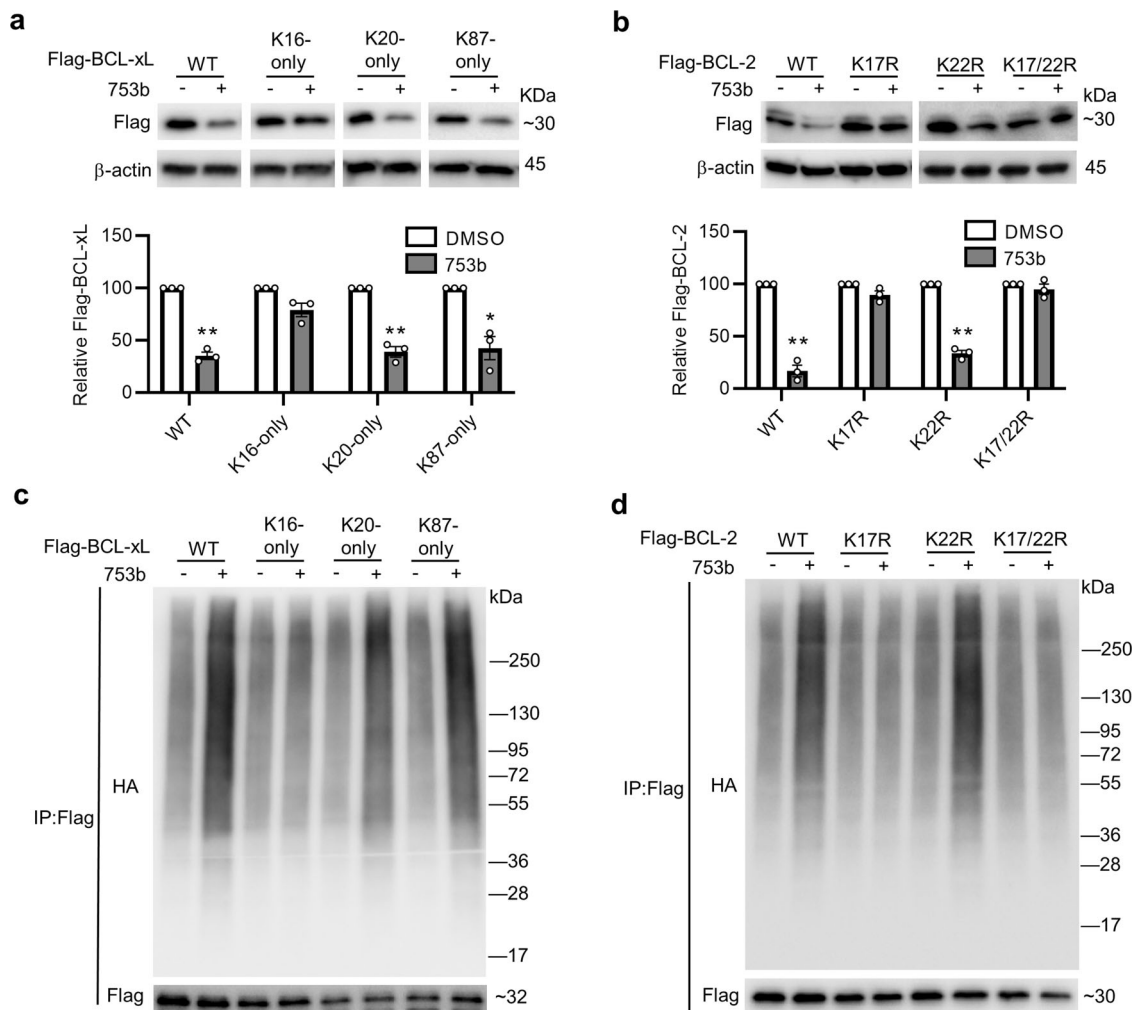 a
Flag-BCL-xL WT K16-only K20-only K87-only
753b - + - + - + - + KDa
Flag ~30
β-actin 45
150
100
50
0
Relative Flag-BCL-xL
DMSO
753b
** ** *
WT K16-only K20-only K87-only
b
Flag-BCL-2 WT K17R K22R K17/22R
753b - + - + - + - + kDa
Flag ~30
β-actin 45
150
100
50
0
Relative Flag-BCL-2
DMSO
753b
** **
WT K17R K22R K17/22R
c
Flag-BCL-xL WT K16-only K20-only K87-only
753b - + - + - + - +
kDa
250
130
95
72
55
36
28
17
IP:Flag
HA
Flag ~32
d
Flag-BCL-2 WT K17R K22R K17/22R
753b - + - + - + - +
kDa
250
130
95
72
55
36
28
17
IP:Flag
HA
Flag ~30